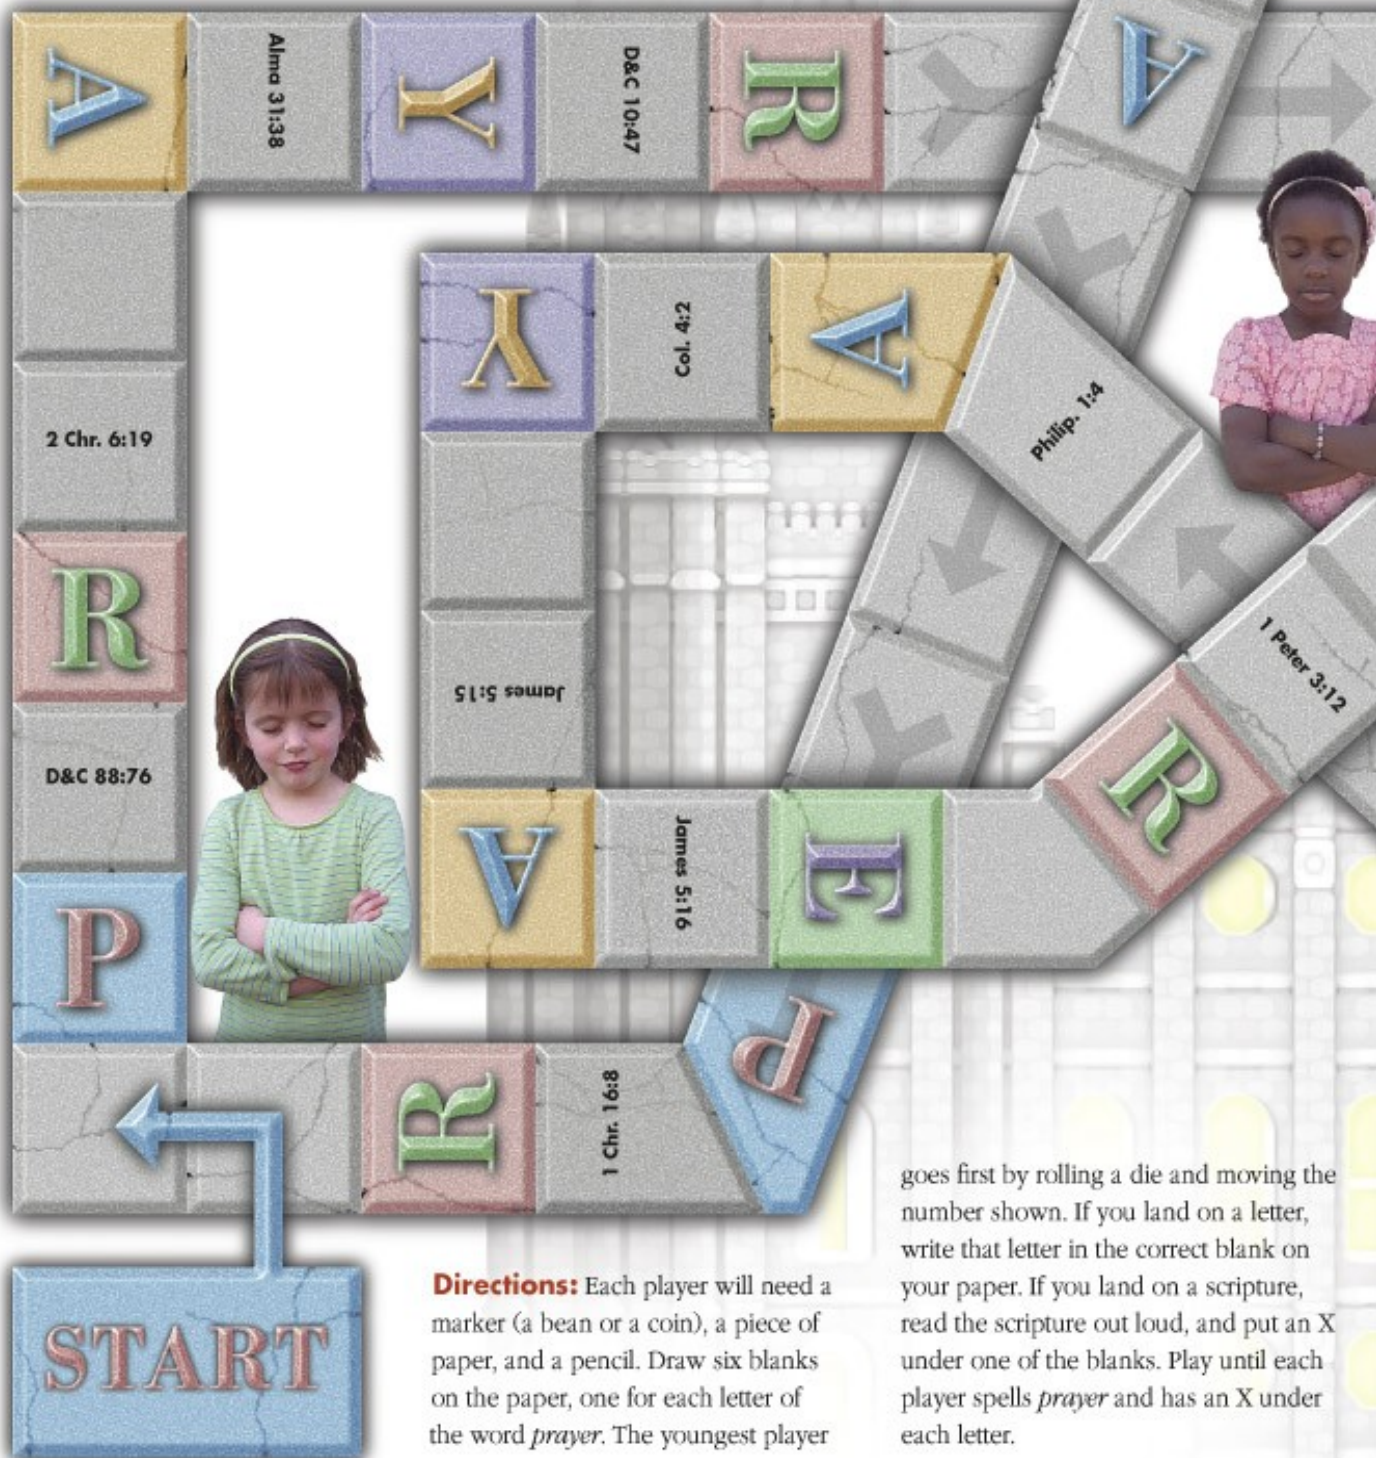 A
Alma 31:38
Y
D&C 10:47
R
A
Y
Col. 4:2
A
Philip. 1:4
2 Chr. 6:19
R
1 Peter 3:12
James 5:15
R
D&C 88:76
A
James 5:16
E
P
P
R
1 Chr. 16:8
START
Directions: Each player will need a
marker (a bean or a coin), a piece of
paper, and a pencil. Draw six blanks
on the paper, one for each letter of
the word prayer. The youngest player
goes first by rolling a die and moving the
number shown. If you land on a letter,
write that letter in the correct blank on
your paper. If you land on a scripture,
read the scripture out loud, and put an X
under one of the blanks. Play until each
player spells prayer and has an X under
each letter.